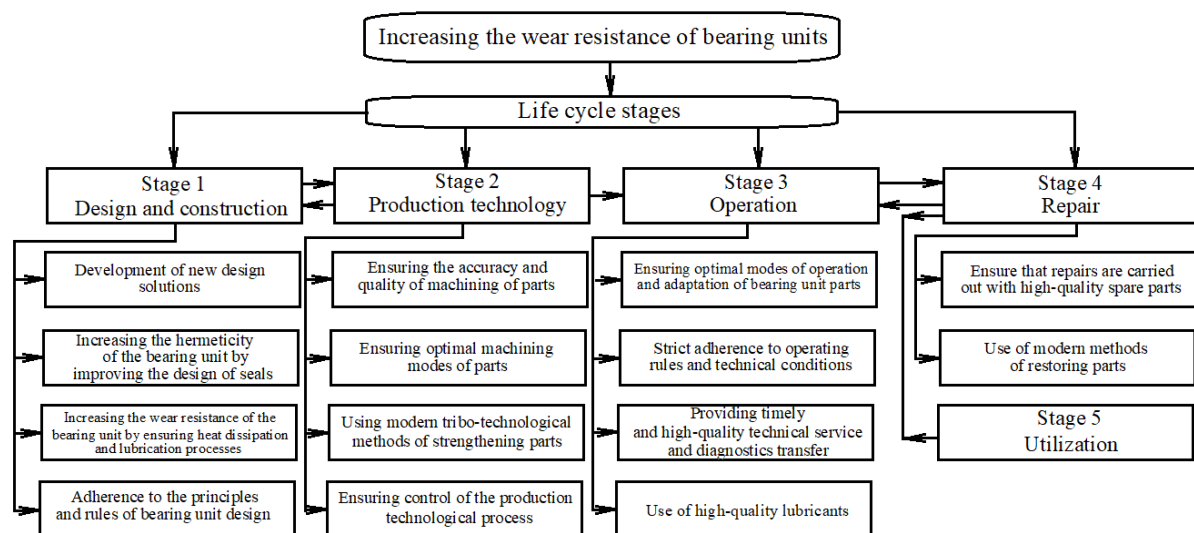 Increasing the wear resistance of bearing units
Life cycle stages
Stage 1
Design and construction
Stage 2
Production technology
Stage 3
Operation
Stage 4
Repair
Development of new design
solutions
Increasing the hermeticity
of the bearing unit by
improving the design of seals
Increasing the wear resistance of the
bearing unit by ensuring heat dissipation
and lubrication processes
Adherence to the principles
and rules of bearing unit design
Ensuring the accuracy and
quality of machining of parts
Ensuring optimal machining
modes of parts
Using modern tribo-technological
methods of strengthening parts
Ensuring control of the production
technological process
Ensuring optimal modes of operation
and adaptation of bearing unit parts
Strict adherence to operating
rules and technical conditions
Providing timely
and high-quality technical service
and diagnostics transfer
Use of high-quality lubricants
Ensure that repairs are carried
out with high-quality spare parts
Use of modern methods
of restoring parts
Stage 5
Utilization